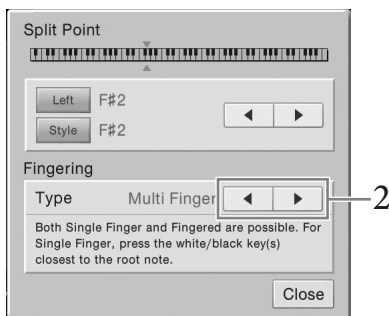 Split Point
Left F#2
Style F#2
Fingering
Type Multi Finger
2
Both Single Finger and Fingered are possible. For
Single Finger, press the white/black key(s)
closest to the root note.
Close